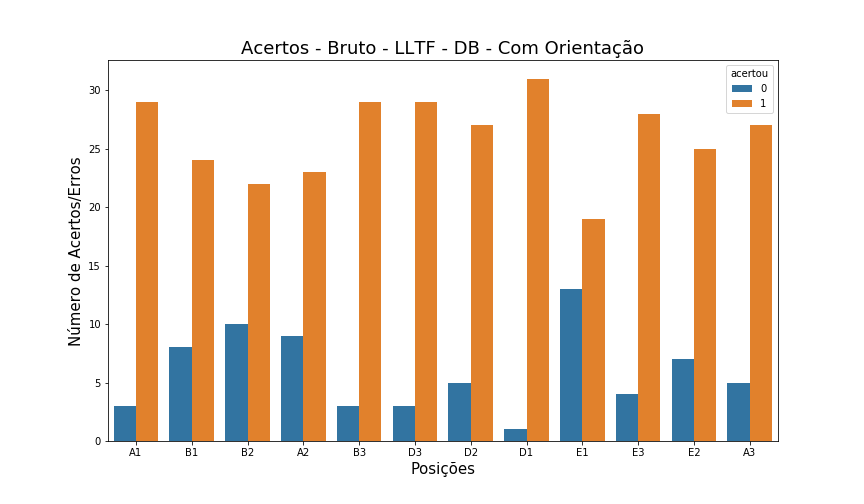 Acertos - Bruto - LLTF - DB - Com Orientação
acertou
0
1
Número de Acertos/Erros
30
25
20
15
10
5
0
A1 B1 B2 A2 B3 D3 D2 D1 E1 E3 E2 A3
Posições